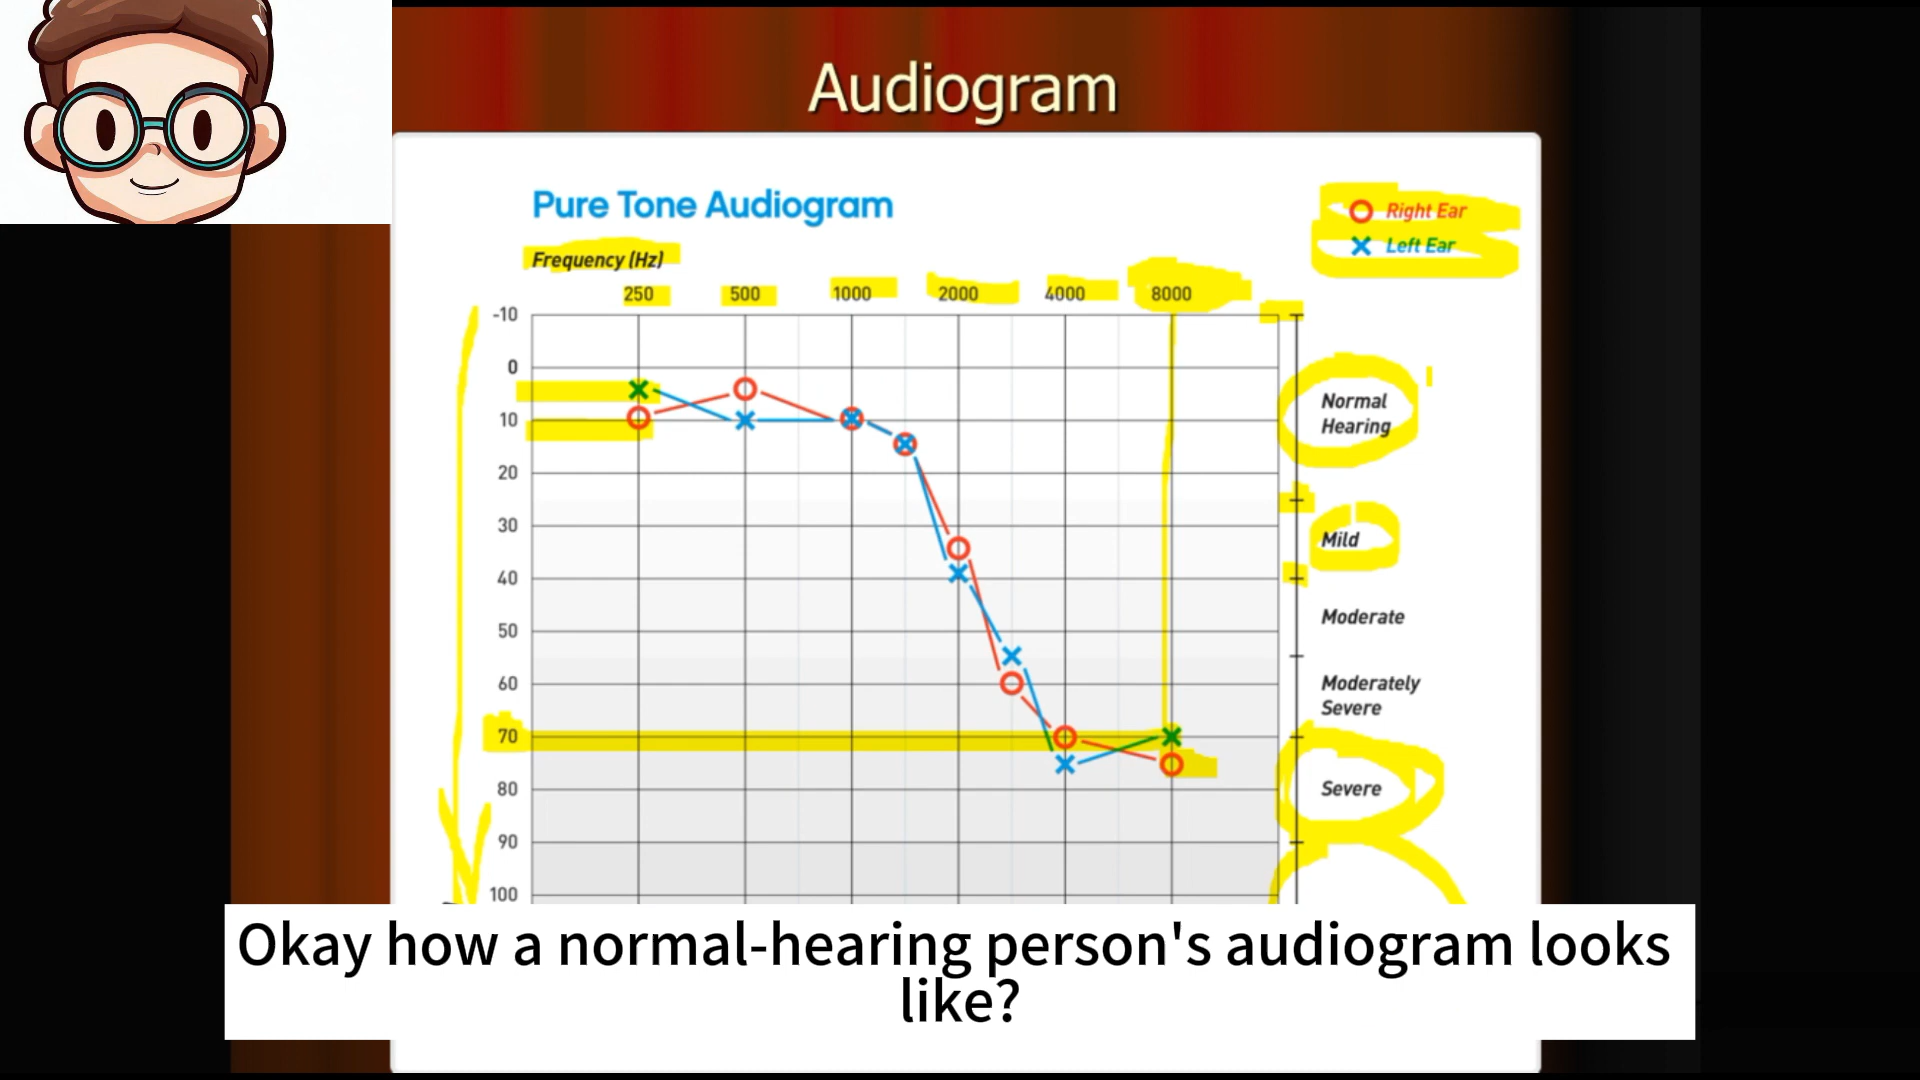 Audiogram
Pure Tone Audiogram
Right Ear
Left Ear
Frequency (Hz)
250 500 1000 2000 4000 8000
-10
0
10
20
30
40
50
60
70
80
90
100
Normal
Hearing
Mild
Moderate
Moderately
Severe
Severe
Okay how a normal-hearing person's audiogram looks
like?